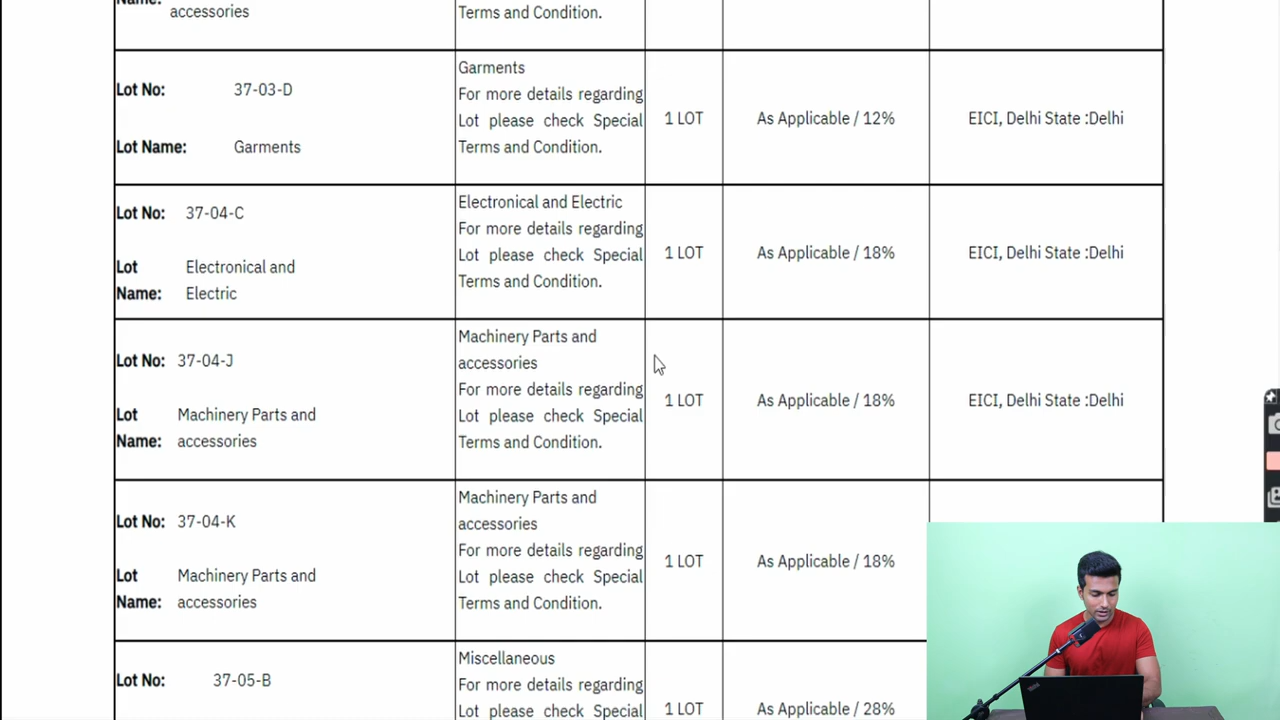 Name:
accessories
Terms and Condition.
Lot No: 37-03-D
Lot Name: Garments
Garments
For more details regarding
Lot please check Special
Terms and Condition.
1 LOT
As Applicable / 12%
EICI, Delhi State :Delhi
Lot No: 37-04-C
Lot Name: Electronical and
Electric
Electronical and Electric
For more details regarding
Lot please check Special
Terms and Condition.
1 LOT
As Applicable / 18%
EICI, Delhi State :Delhi
Lot No: 37-04-J
Lot Name: Machinery Parts and
accessories
Machinery Parts and
accessories
For more details regarding
Lot please check Special
Terms and Condition.
1 LOT
As Applicable / 18%
EICI, Delhi State :Delhi
Lot No: 37-04-K
Lot Name: Machinery Parts and
accessories
Machinery Parts and
accessories
For more details regarding
Lot please check Special
Terms and Condition.
1 LOT
As Applicable / 18%
Lot No: 37-05-B
Miscellaneous
For more details regarding
Lot please check Special
1 LOT
As Applicable / 28%